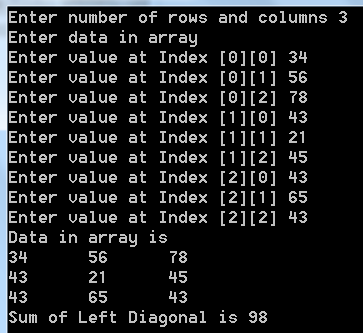 Enter number of rows and columns 3
Enter data in array
Enter value at Index [0][0] 34
Enter value at Index [0][1] 56
Enter value at Index [0][2] 78
Enter value at Index [1][0] 43
Enter value at Index [1][1] 21
Enter value at Index [1][2] 45
Enter value at Index [2][0] 43
Enter value at Index [2][1] 65
Enter value at Index [2][2] 43
Data in array is
34 56 78
43 21 45
43 65 43
Sum of Left Diagonal is 98